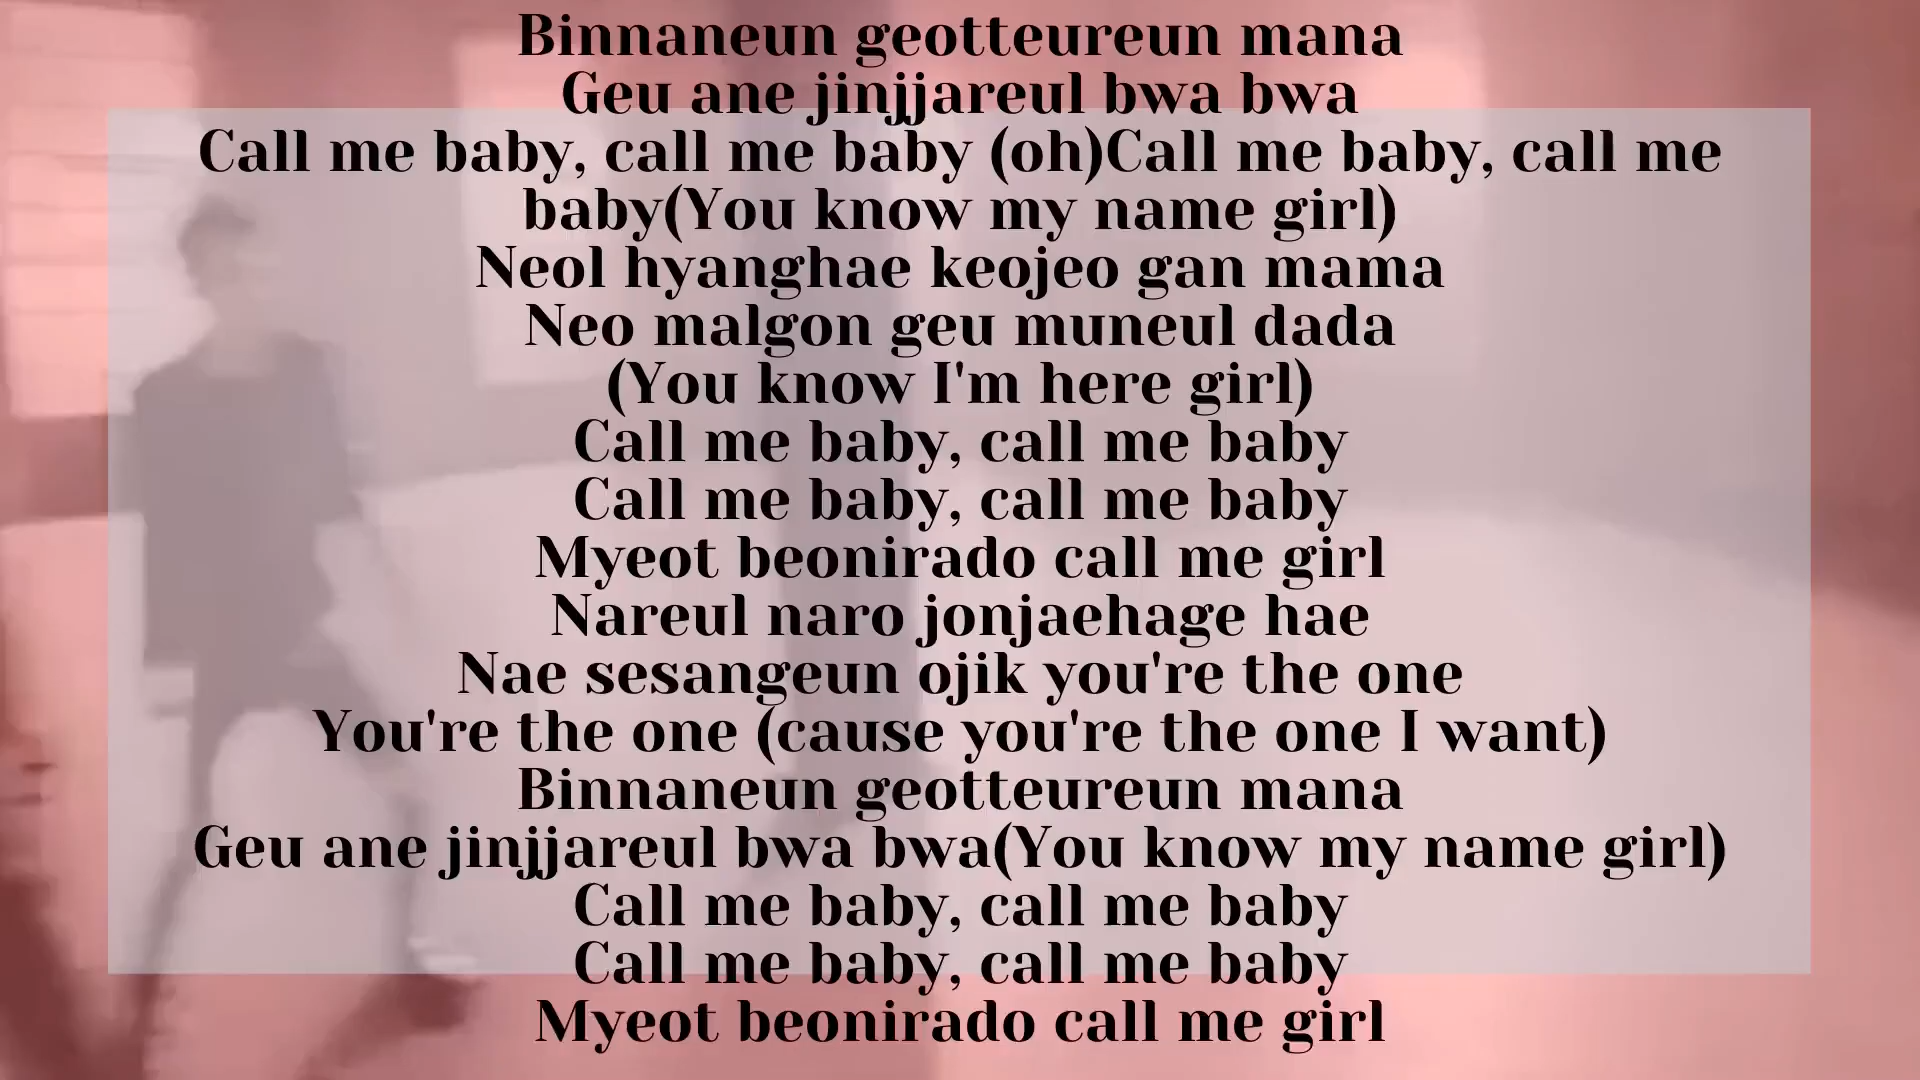 Binnaneun geotteureun mana
Geu ane jinjjareul bwa bwa
Call me baby, call me baby (oh)Call me baby, call me
baby(You know my name girl)
Neol hyanghae keojeo gan mama
Neo malgon geu muneul dada
(You know I'm here girl)
Call me baby, call me baby
Call me baby, call me baby
Myeot beonirado call me girl
Nareul naro jonjaehage hae
Nae sesangeun ojik you're the one
You're the one (cause you're the one I want)
Binnaneun geotteureun mana
Geu ane jinjjareul bwa bwa(You know my name girl)
Call me baby, call me baby
Call me baby, call me baby
Myeot beonirado call me girl